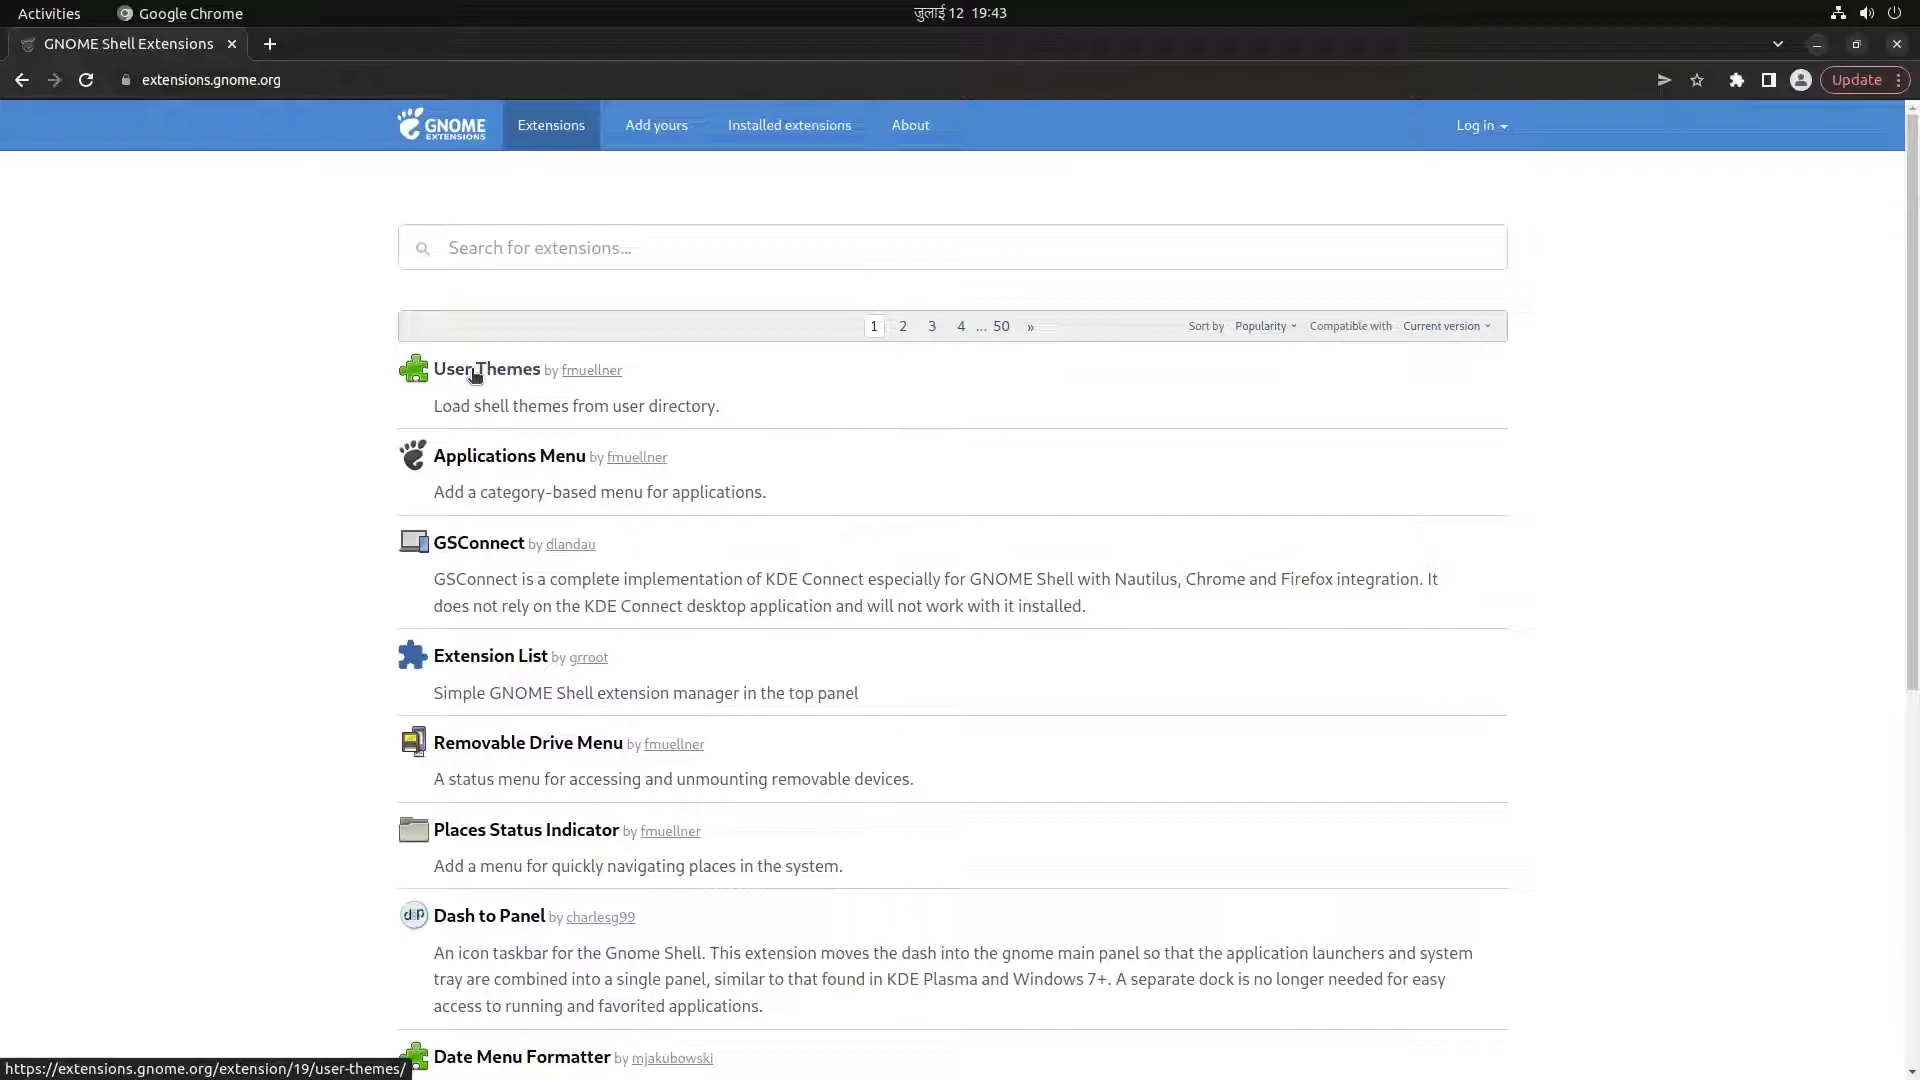 Activities Google Chrome जुलाई 12 19:43
GNOME Shell Extensions
extensions.gnome.org Update
GNOME EXTENSIONS Extensions Add yours Installed extensions About Log in
Search for extensions...
1 2 3 4 ... 50 » Sort by Popularity Compatible with Current version
User Themes by fmuellner
Load shell themes from user directory.
Applications Menu by fmuellner
Add a category-based menu for applications.
GSConnect by dlandau
GSConnect is a complete implementation of KDE Connect especially for GNOME Shell with Nautilus, Chrome and Firefox integration. It
does not rely on the KDE Connect desktop application and will not work with it installed.
Extension List by grroot
Simple GNOME Shell extension manager in the top panel
Removable Drive Menu by fmuellner
A status menu for accessing and unmounting removable devices.
Places Status Indicator by fmuellner
Add a menu for quickly navigating places in the system.
d2p Dash to Panel by charlesg99
An icon taskbar for the Gnome Shell. This extension moves the dash into the gnome main panel so that the application launchers and system
tray are combined into a single panel, similar to that found in KDE Plasma and Windows 7+. A separate dock is no longer needed for easy
access to running and favorited applications.
Date Menu Formatter by mjakubowski
https://extensions.gnome.org/extension/19/user-themes/